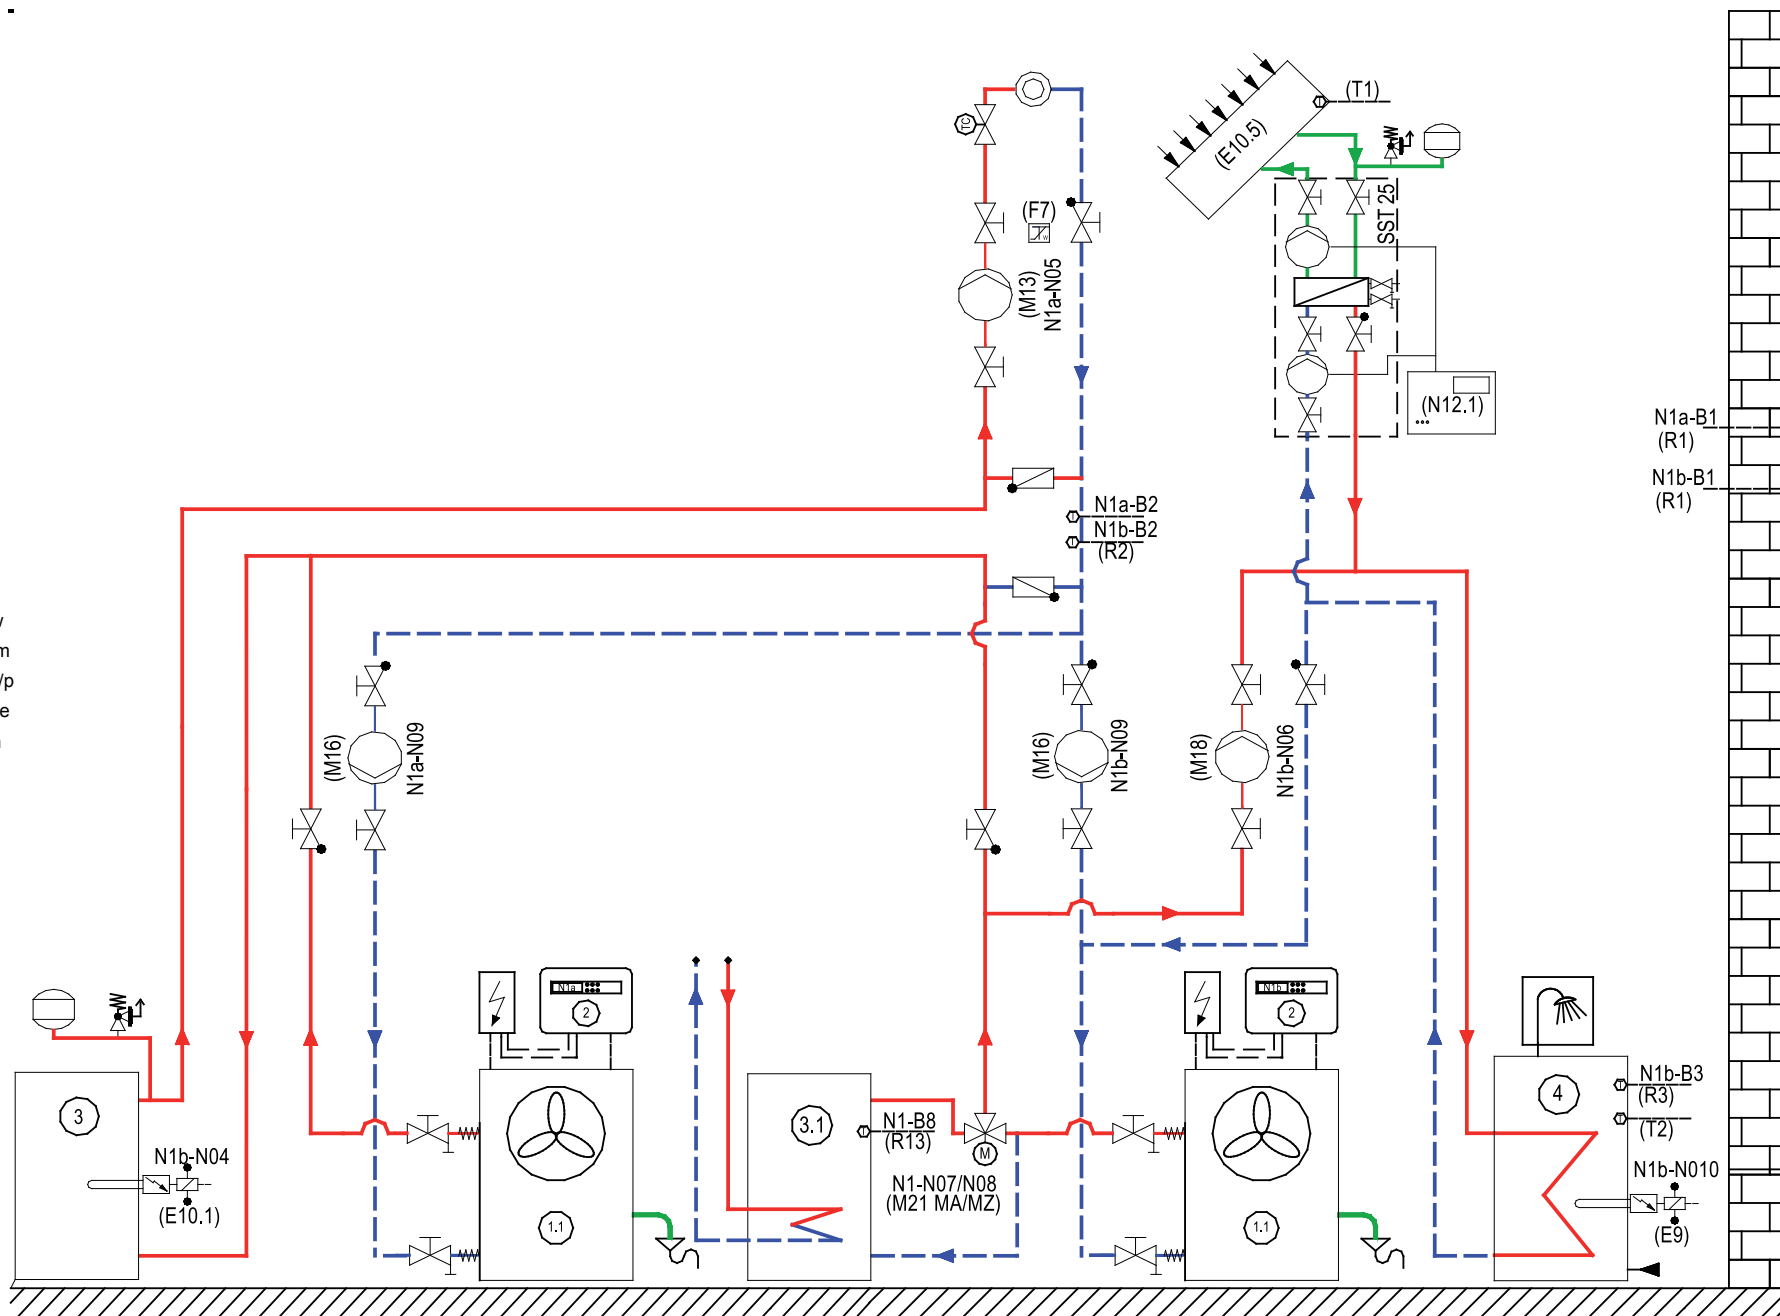 (T1)
(E10.5)
TC
(F7)
W
(M13)
N1a-N05
SST 25
(N12.1)
N1a-B1
(R1)
N1b-B1
(R1)
N1a-B2
N1b-B2
(R2)
m
/p
e
(M16)
N1a-N09
(M16)
N1b-N09
(M18)
N1b-N06
N1a
2
N1b
2
3
N1b-N04
(E10.1)
1.1
3.1
N1-B8
(R13)
M
N1-N07/N08
(M21 MA/MZ)
1.1
4
N1b-B3
(R3)
(T2)
N1b-N010
(E9)